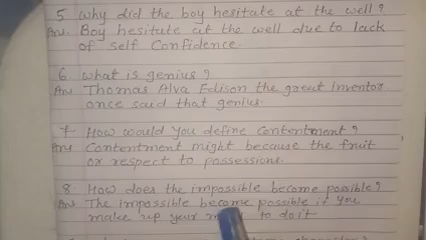 5 Why did the boy hesitate at the well?
Ans. Boy hesitate at the well due to lack
of self Confidence.
6 What is genius?
Ans Thomas Alva Edison the great inventor
once said that genius.
7 How would You define Contentment?
Ans Contentment might because the fruit
or respect to possessions.
8 How does the impossible become possible?
Ans The impossible become possible if you
make up your to do it